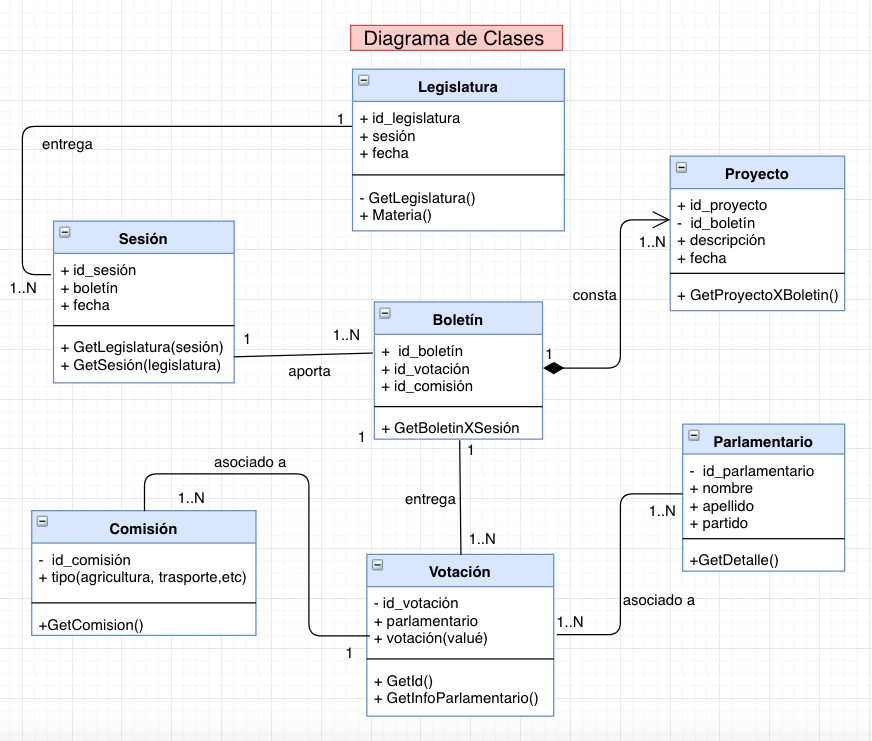 Diagrama de Clases
Legislatura
+ id_legislatura
+ sesión
+ fecha
- GetLegislatura()
+ Materia()
1
entrega
1..N
Sesión
+ id_sesión
+ boletín
+ fecha
+ GetLegislatura(sesión)
+ GetSesión(legislatura)
1
1..N
aporta
Proyecto
+ id_proyecto
- id_boletín
+ descripción
+ fecha
+ GetProyectoXBoletin()
1..N
consta
1
Boletín
+ id_boletín
+ id_votación
+ id_comisión
+ GetBoletinXSesión
1
1
entrega
1..N
Parlamentario
- id_parlamentario
+ nombre
+ apellido
+ partido
+GetDetalle()
1..N
asociado a
1..N
asociado a
1..N
Comisión
- id_comisión
+ tipo(agricultura, trasporte,etc)
+GetComision()
1
Votación
- id_votación
+ parlamentario
+ votación(valué)
+ GetId()
+ GetInfoParlamentario()